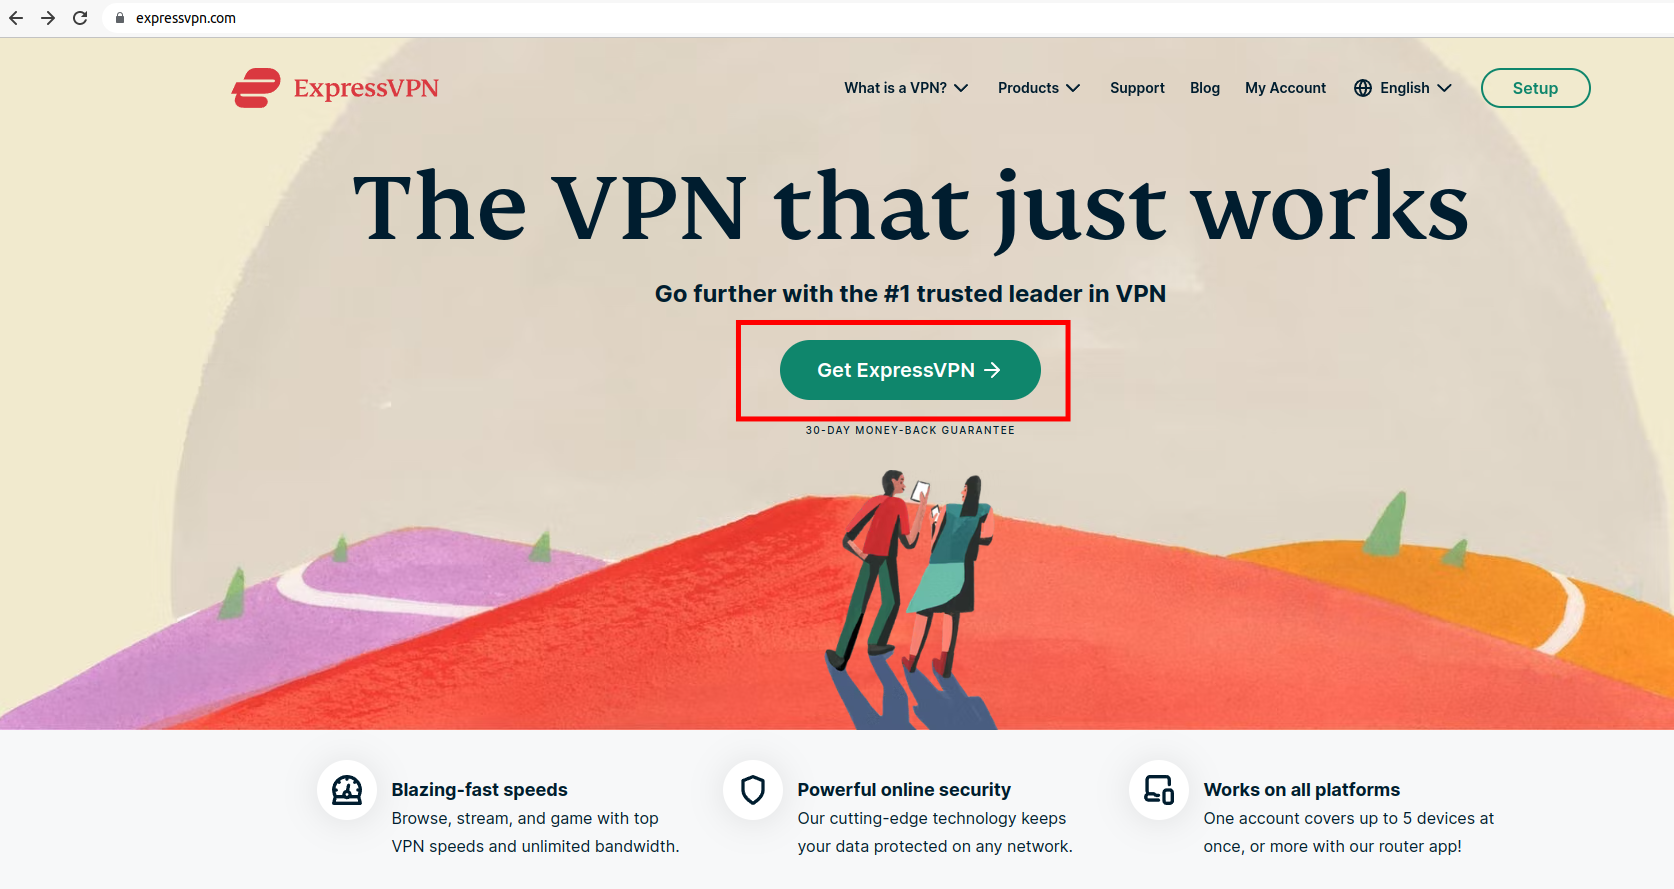 expressvpn.com
ExpressVPN
What is a VPN?
Products
Support
Blog
My Account
English
Setup
The VPN that just works
Go further with the #1 trusted leader in VPN
Get ExpressVPN →
30-DAY MONEY-BACK GUARANTEE
Blazing-fast speeds
Browse, stream, and game with top
VPN speeds and unlimited bandwidth.
Powerful online security
Our cutting-edge technology keeps
your data protected on any network.
Works on all platforms
One account covers up to 5 devices at
once, or more with our router app!